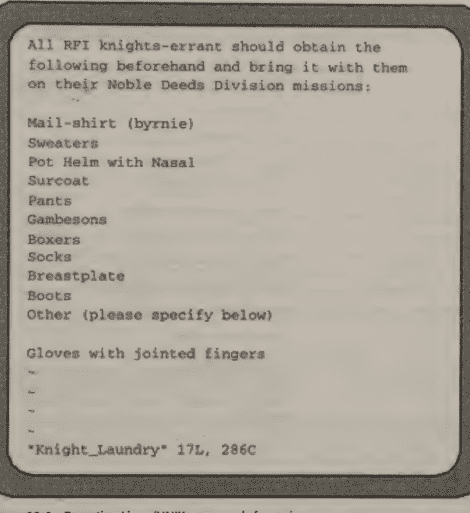 All RFI knights-errant should obtain the
following beforehand and bring it with them
on their Noble Deeds Division missions:
Mail-shirt (byrnie)
Sweaters
Pot Helm with Nasal
Surcoat
Pants
Gambesons
Boxers
Socks
Breastplate
Boots
Other (please specify below)
Gloves with jointed fingers
~
~
~
~
"Knight_Laundry" 17L, 286C